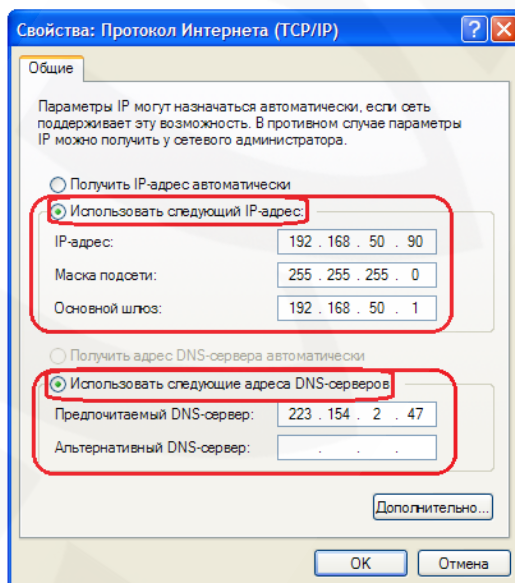 Свойства: Протокол Интернета (TCP/IP)
Общие
Параметры IP могут назначаться автоматически, если сеть
поддерживает эту возможность. В противном случае параметры
IP можно получить у сетевого администратора.
Получить IP-адрес автоматически
Использовать следующий IP-адрес:
IP-адрес: 192 . 168 . 50 . 90
Маска подсети: 255 . 255 . 255 . 0
Основной шлюз: 192 . 168 . 50 . 1
Получить адрес DNS-сервера автоматически
Использовать следующие адреса DNS-серверов
Предпочитаемый DNS-сервер: 223 . 154 . 2 . 47
Альтернативный DNS-сервер: . . .
Дополнительно...
OK Отмена